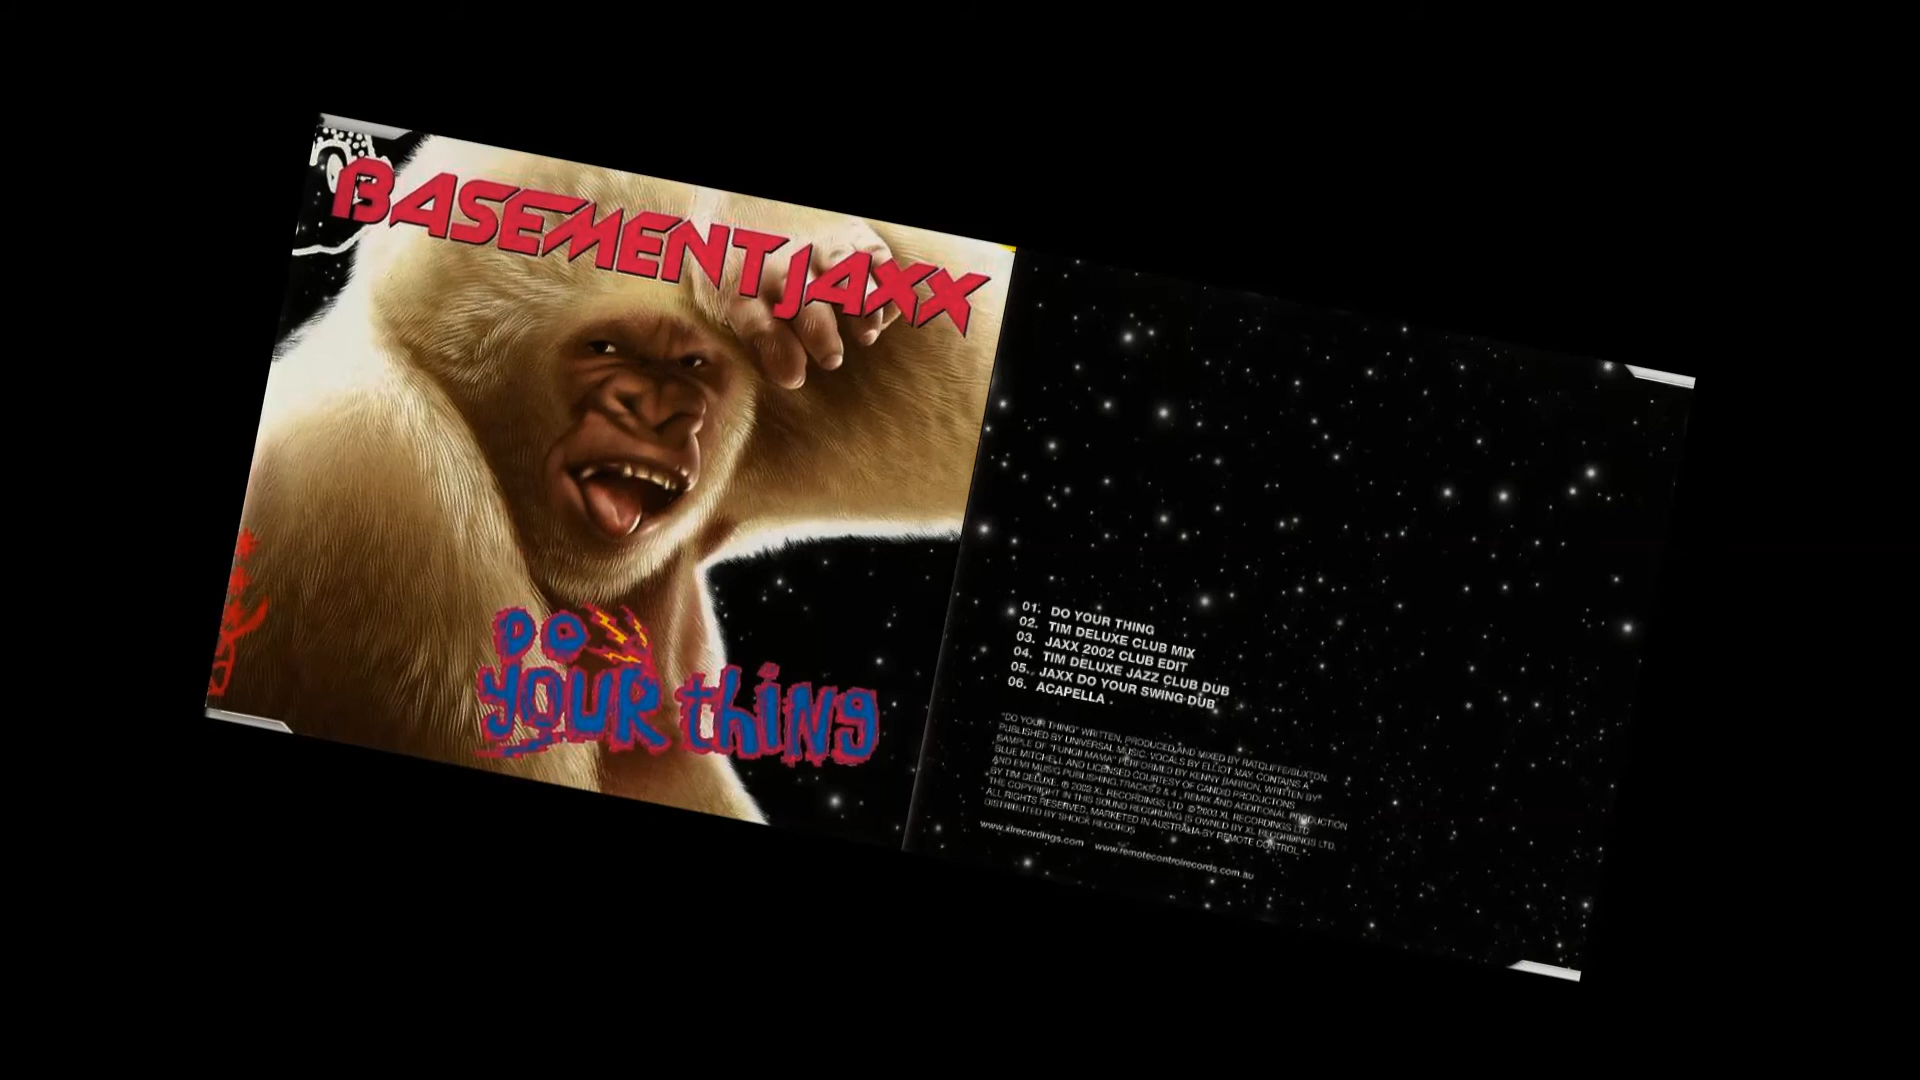 BASEMENT JAXX
DO
YOUR thiNg
01. DO YOUR THING
02. TIM DELUXE CLUB MIX
03. JAXX 2002 CLUB EDIT
04. TIM DELUXE JAZZ CLUB DUB
05. JAXX DO YOUR SWING DUB
06. ACAPELLA
"DO YOUR THING" WRITTEN, PRODUCED AND MIXED BY RATCLIFFE/BUXTON.
PUBLISHED BY UNIVERSAL MUSIC. VOCALS BY ELLIOT MAY. CONTAINS A
SAMPLE OF "FUNGII MAMA" PERFORMED BY KENNY BARRON, WRITTEN BY
BLUE MITCHELL AND LICENSED COURTESY OF CANDID PRODUCTONS
AND EMI MUSIC PUBLISHING. TRACKS 2 & 4, REMIX AND ADDITIONAL PRODUCTION
BY TIM DELUXE. ℗ 2003 XL RECORDINGS LTD. © 2003 XL RECORDINGS LTD
THE COPYRIGHT IN THIS SOUND RECORDING IS OWNED BY XL RECORDINGS LTD.
ALL RIGHTS RESERVED. MARKETED IN AUSTRALIA BY REMOTE CONTROL.
DISTRIBUTED BY SHOCK RECORDS
www.xlrecordings.com www.remotecontrolrecords.com.au